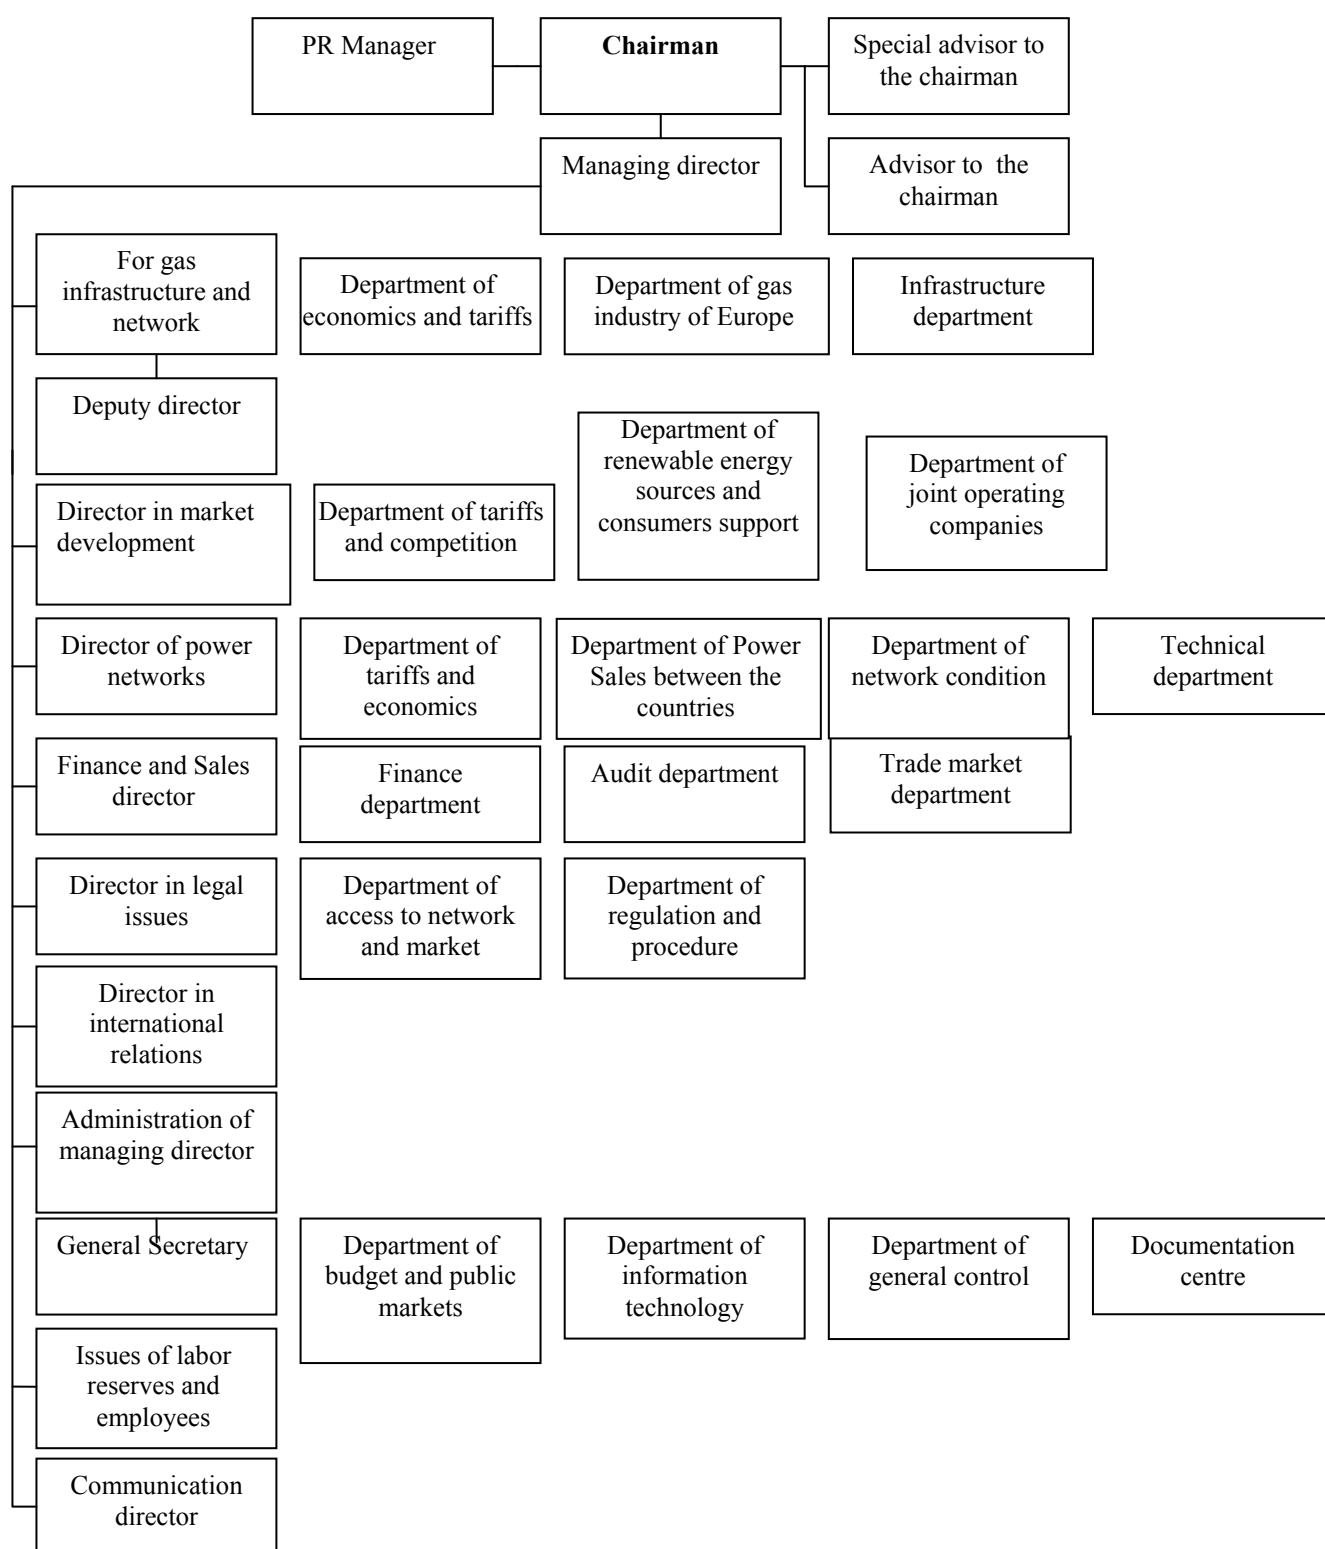 PR Manager
Chairman
Special advisor to
the chairman
Managing director
Advisor to  the
chairman
For gas
infrastructure and
network
Department of
economics and tariffs
Department of gas
industry of Europe
Infrastructure
department
Deputy director
Department of
renewable energy
sources and
consumers support
Department of
joint operating
companies
Director in market
development
Department of tariffs
and competition
Director of power
networks
Department of
tariffs and
economics
Department of Power
Sales between the
countries
Department of
network condition
Technical
department
Finance and Sales
director
Finance
department
Audit department
Trade market
department
Director in legal
issues
Department of
access to network
and market
Department of
regulation and
procedure
Director in
international
relations
Administration of
managing director
General Secretary
Department of
budget and public
markets
Department of
information
technology
Department of
general control
Documentation
centre
Issues of labor
reserves and
employees
Communication
director